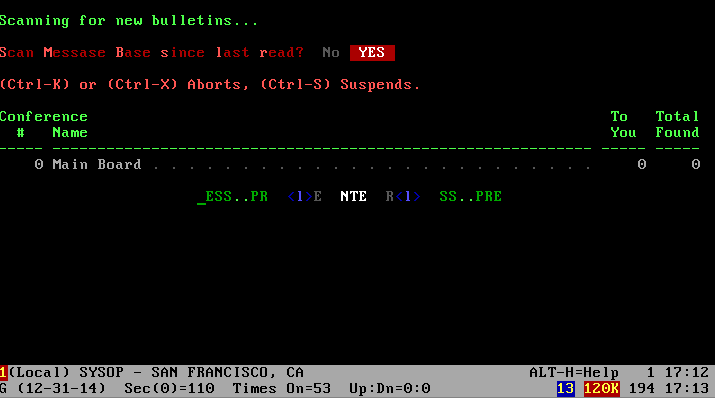 Scanning for new bulletins...
Scan Messase Base since last read?  No  YES
(Ctrl-K) or (Ctrl-X) Aborts, (Ctrl-S) Suspends.
Conference To Total
# Name You Found
----- ------------------------------------------------------------ ----- -----
0 Main Board . . . . . . . . . . . . . . . . . . . . . . . . . 0 0
_ESS..PR <l>E NTE R<l> SS..PRE
1(Local) SYSOP - SAN FRANCISCO, CA ALT-H=Help 1 17:12
G (12-31-14) Sec(0)=110 Times On=53 Up:Dn=0:0 13 120K 194 17:13